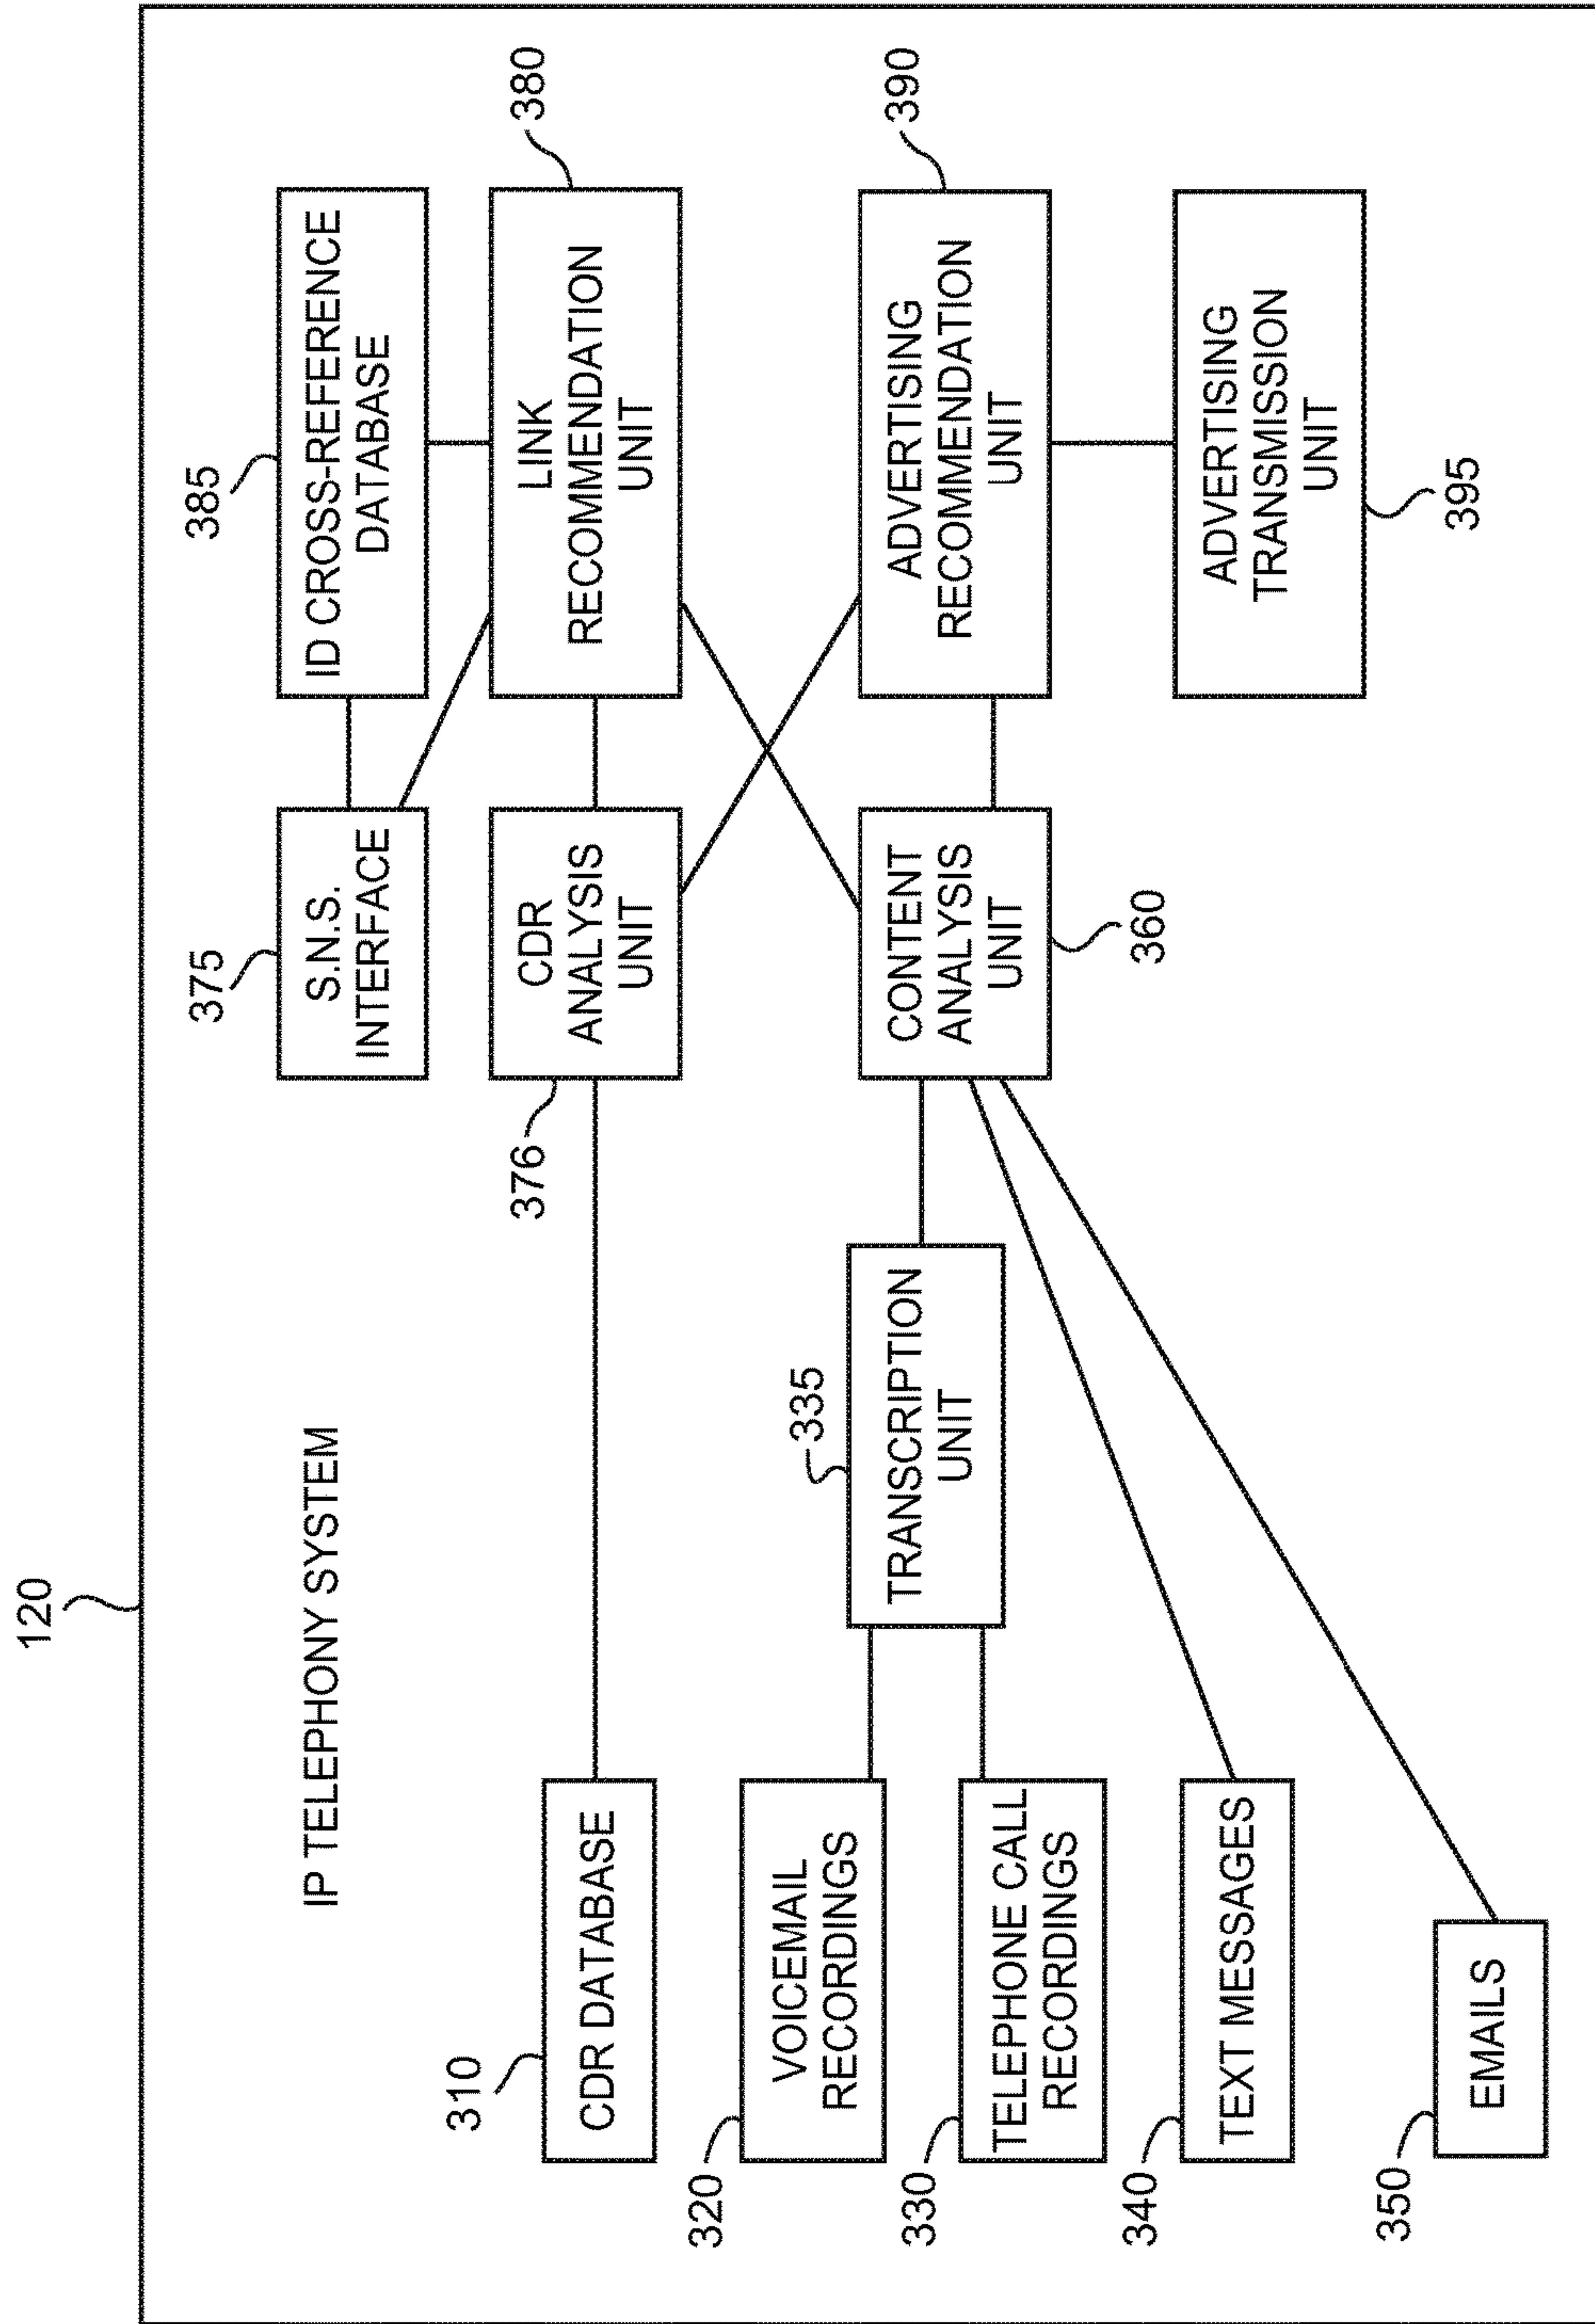 120
IP TELEPHONY SYSTEM
375
S.N.S.
INTERFACE
385
ID CROSS-REFERENCE
DATABASE
310
CDR DATABASE
376
CDR
ANALYSIS
UNIT
LINK
RECOMMENDATION
UNIT
380
320
VOICEMAIL
RECORDINGS
330
TELEPHONE CALL
RECORDINGS
335
TRANSCRIPTION
UNIT
CONTENT
ANALYSIS
UNIT
360
ADVERTISING
RECOMMENDATION
UNIT
390
340
TEXT MESSAGES
ADVERTISING
TRANSMISSION
UNIT
395
350
EMAILS